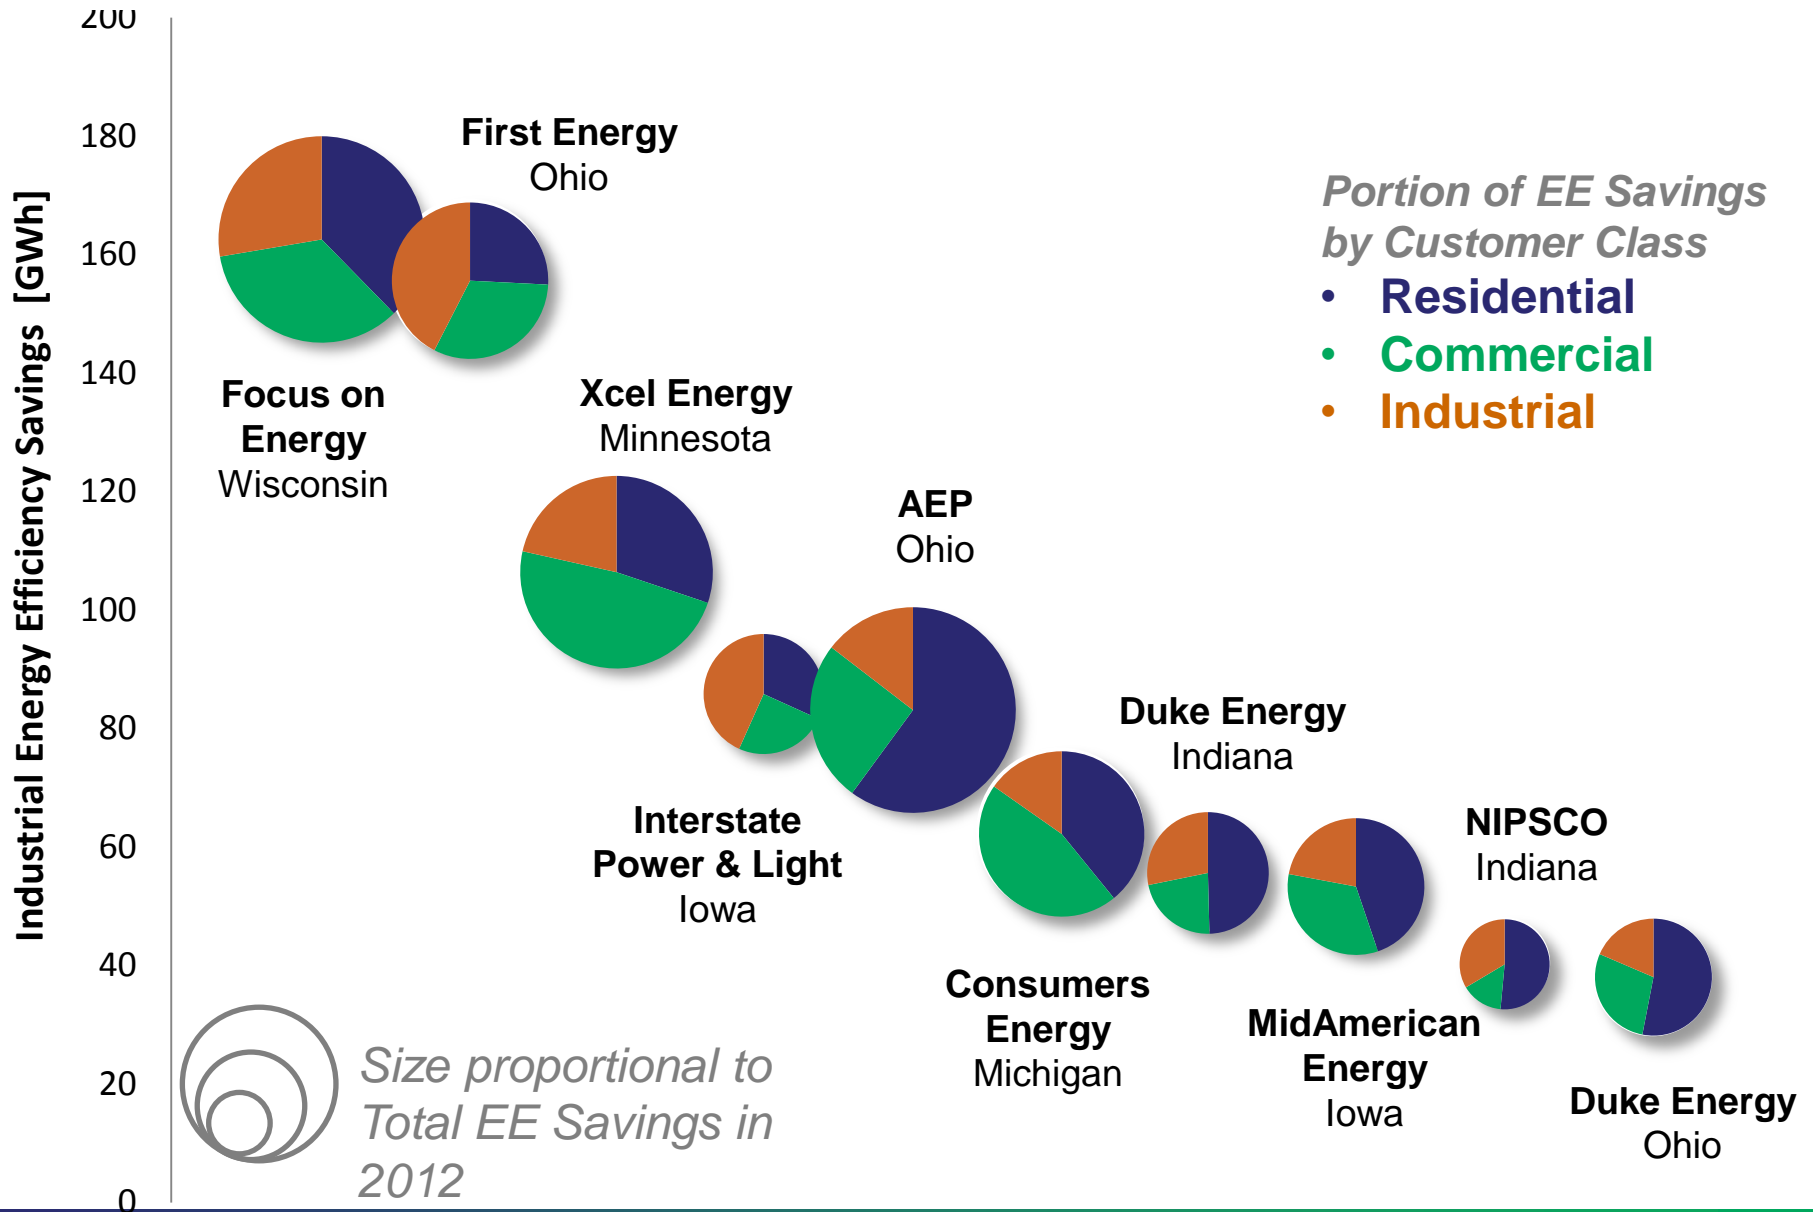 200
180
160
140
120
100
80
60
40
20
0
Industrial Energy Efficiency Savings [GWh]
First Energy
Ohio
Focus on
Energy
Wisconsin
Xcel Energy
Minnesota
AEP
Ohio
Interstate
Power & Light
Iowa
Duke Energy
Indiana
Consumers
Energy
Michigan
MidAmerican
Energy
Iowa
NIPSCO
Indiana
Duke Energy
Ohio
Portion of EE Savings
by Customer Class
• Residential
• Commercial
• Industrial
Size proportional to
Total EE Savings in
2012